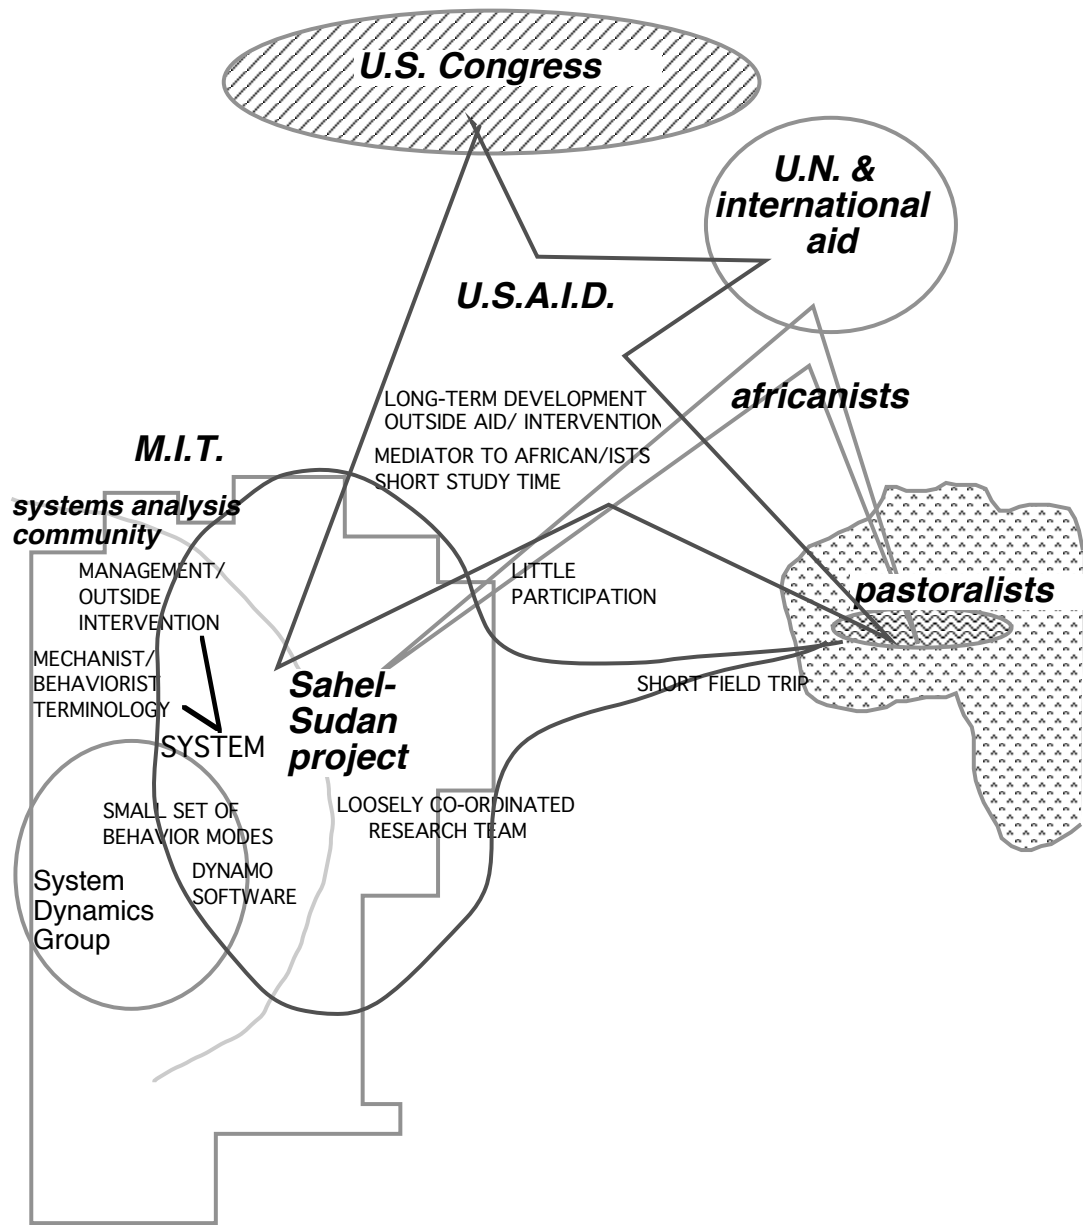 U.S. Congress
U.N. &
international
aid
U.S.A.I.D.
LONG-TERM DEVELOPMENT
OUTSIDE AID/ INTERVENTION
MEDIATOR TO AFRICAN/ISTS
SHORT STUDY TIME
africanists
M.I.T.
systems analysis
community
MANAGEMENT/
OUTSIDE
INTERVENTION
MECHANIST/
BEHAVIORIST
TERMINOLOGY
SYSTEM
LITTLE
PARTICIPATION
pastoralists
SHORT FIELD TRIP
Sahel-
Sudan
project
LOOSELY CO-ORDINATED
RESEARCH TEAM
SMALL SET OF
BEHAVIOR MODES
DYNAMO
SOFTWARE
System
Dynamics
Group